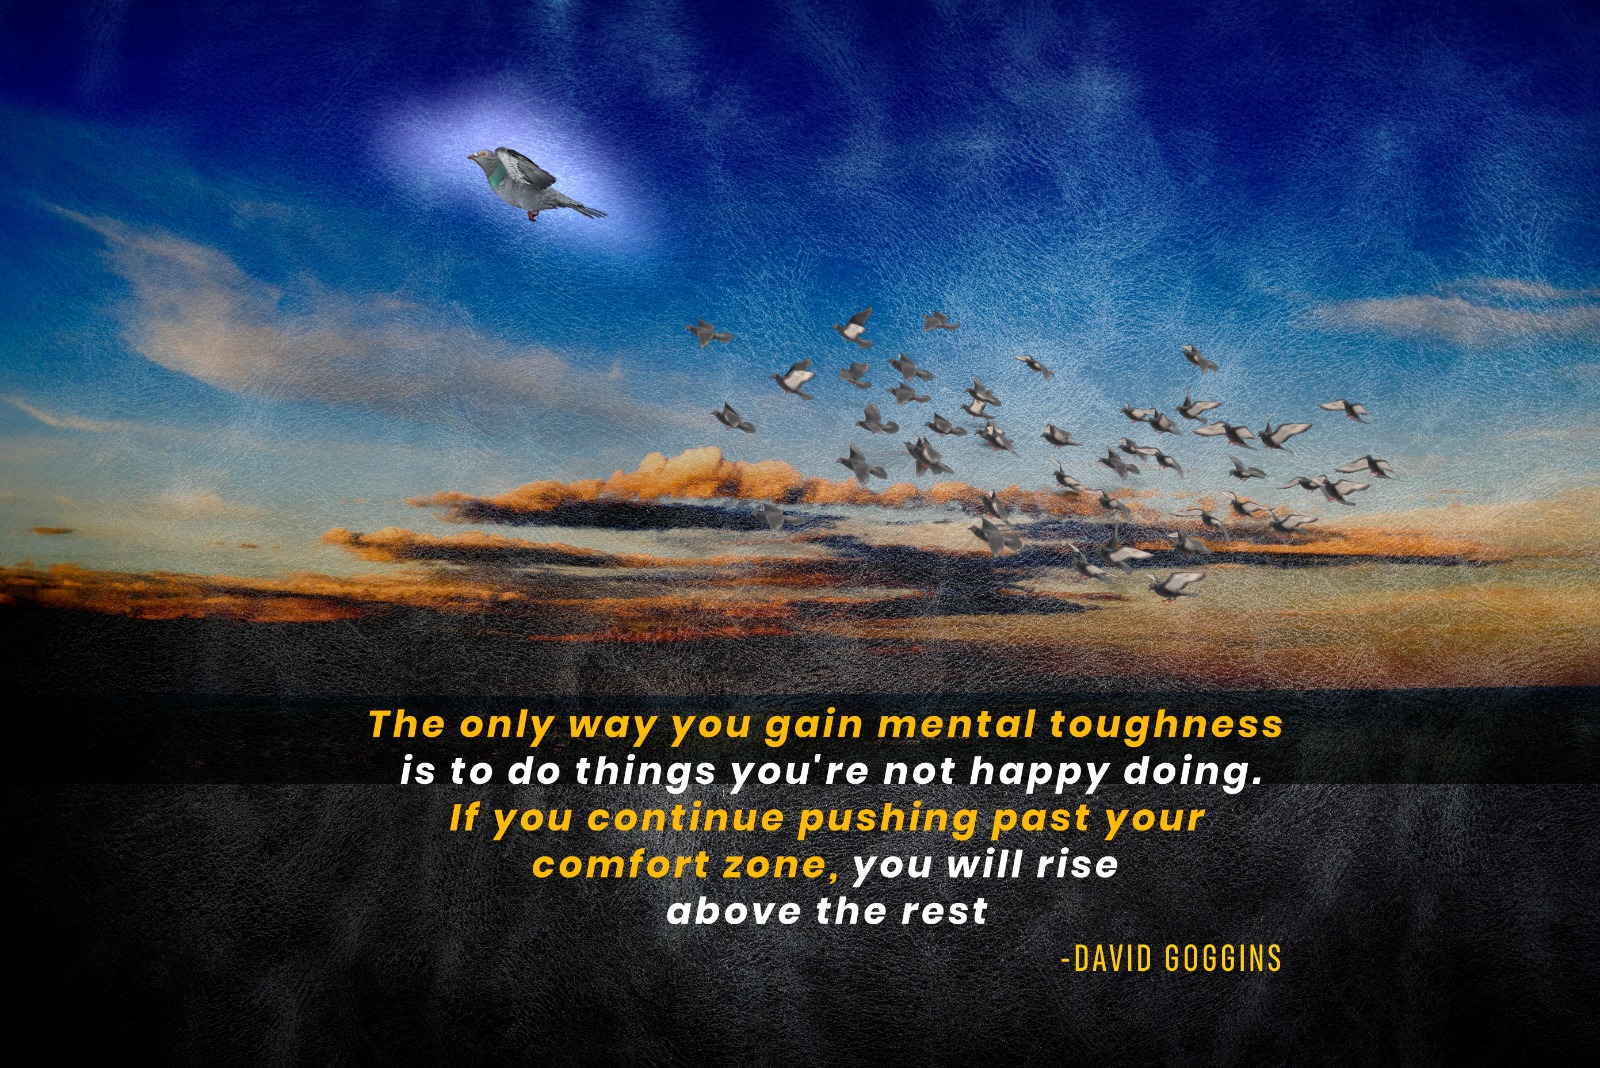 The only way you gain mental toughness
is to do things you're not happy doing.
If you continue pushing past your
comfort zone, you will rise
above the rest
-DAVID GOGGINS